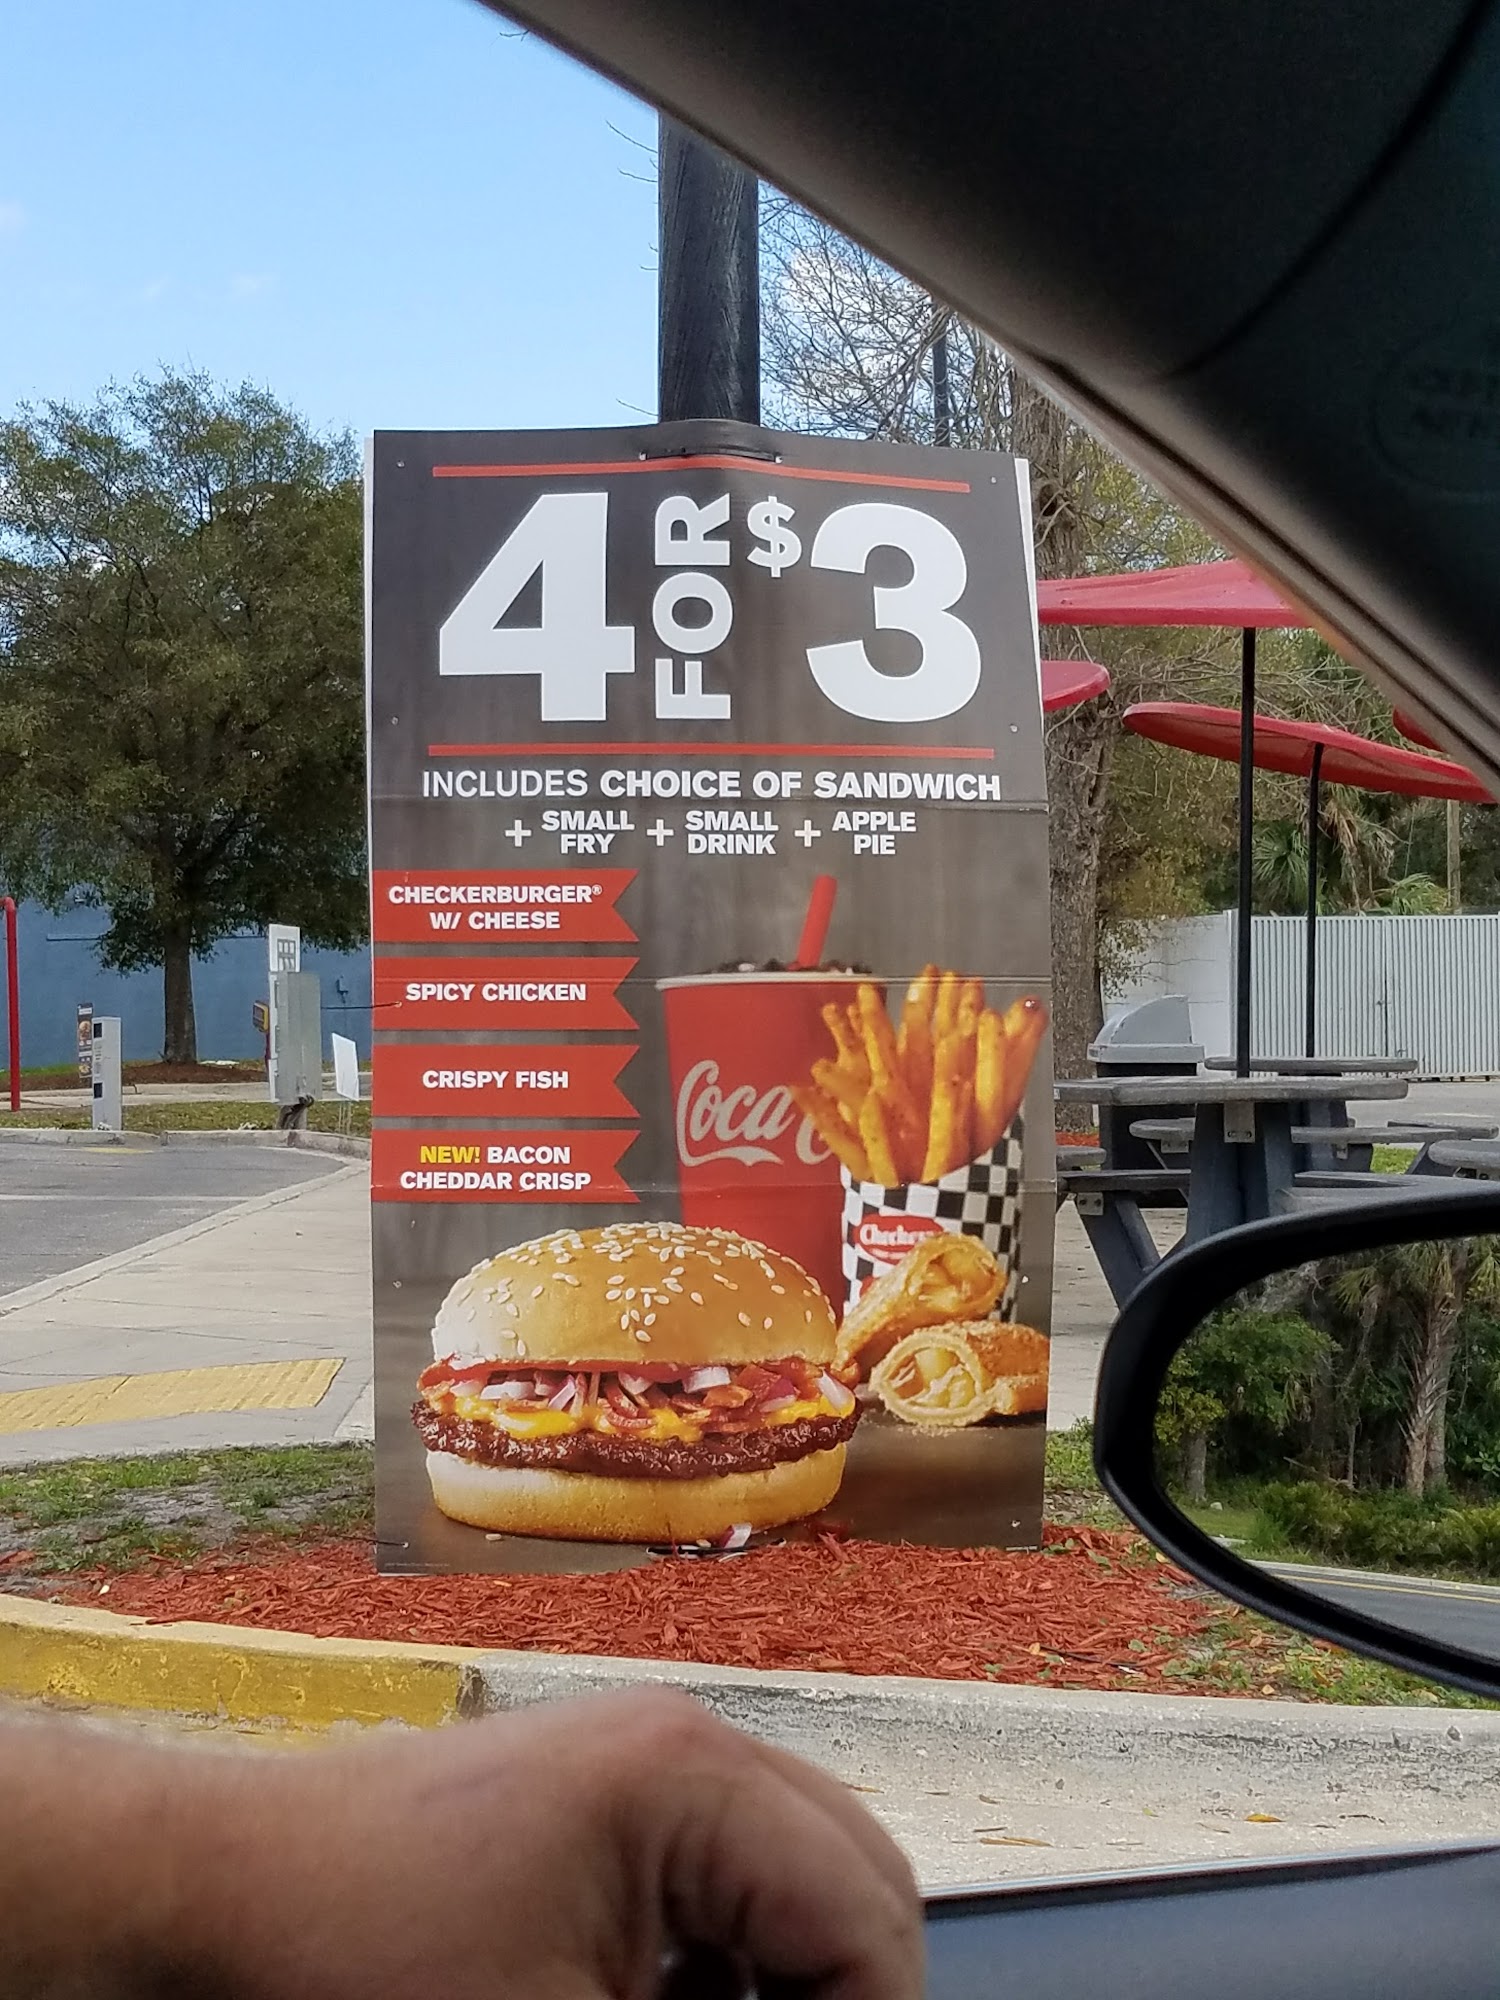 4 FOR $3
INCLUDES CHOICE OF SANDWICH
+ SMALL FRY + SMALL DRINK + APPLE PIE
CHECKERBURGER®
W/ CHEESE
SPICY CHICKEN
CRISPY FISH
NEW! BACON
CHEDDAR CRISP
Coca
Checkers